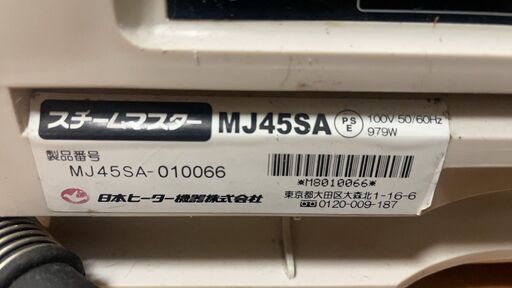 スチームマスター MJ45SA PSE 100V 50/60Hz
979W
製品番号
MJ45SA-010066
*M8010066*
日本ヒーター機器株式会社
東京都大田区大森北1-16-6
0120-009-187